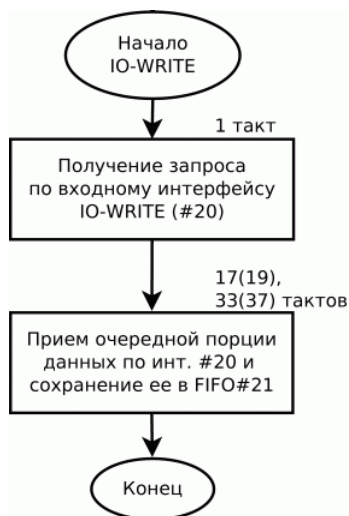 Начало
IO-WRITE
1 такт
Получение запроса
по входному интерфейсу
IO-WRITE (#20)
17(19),
33(37) тактов
Прием очередной порции
данных по инт. #20 и
сохранение ее в FIFO#21
Конец